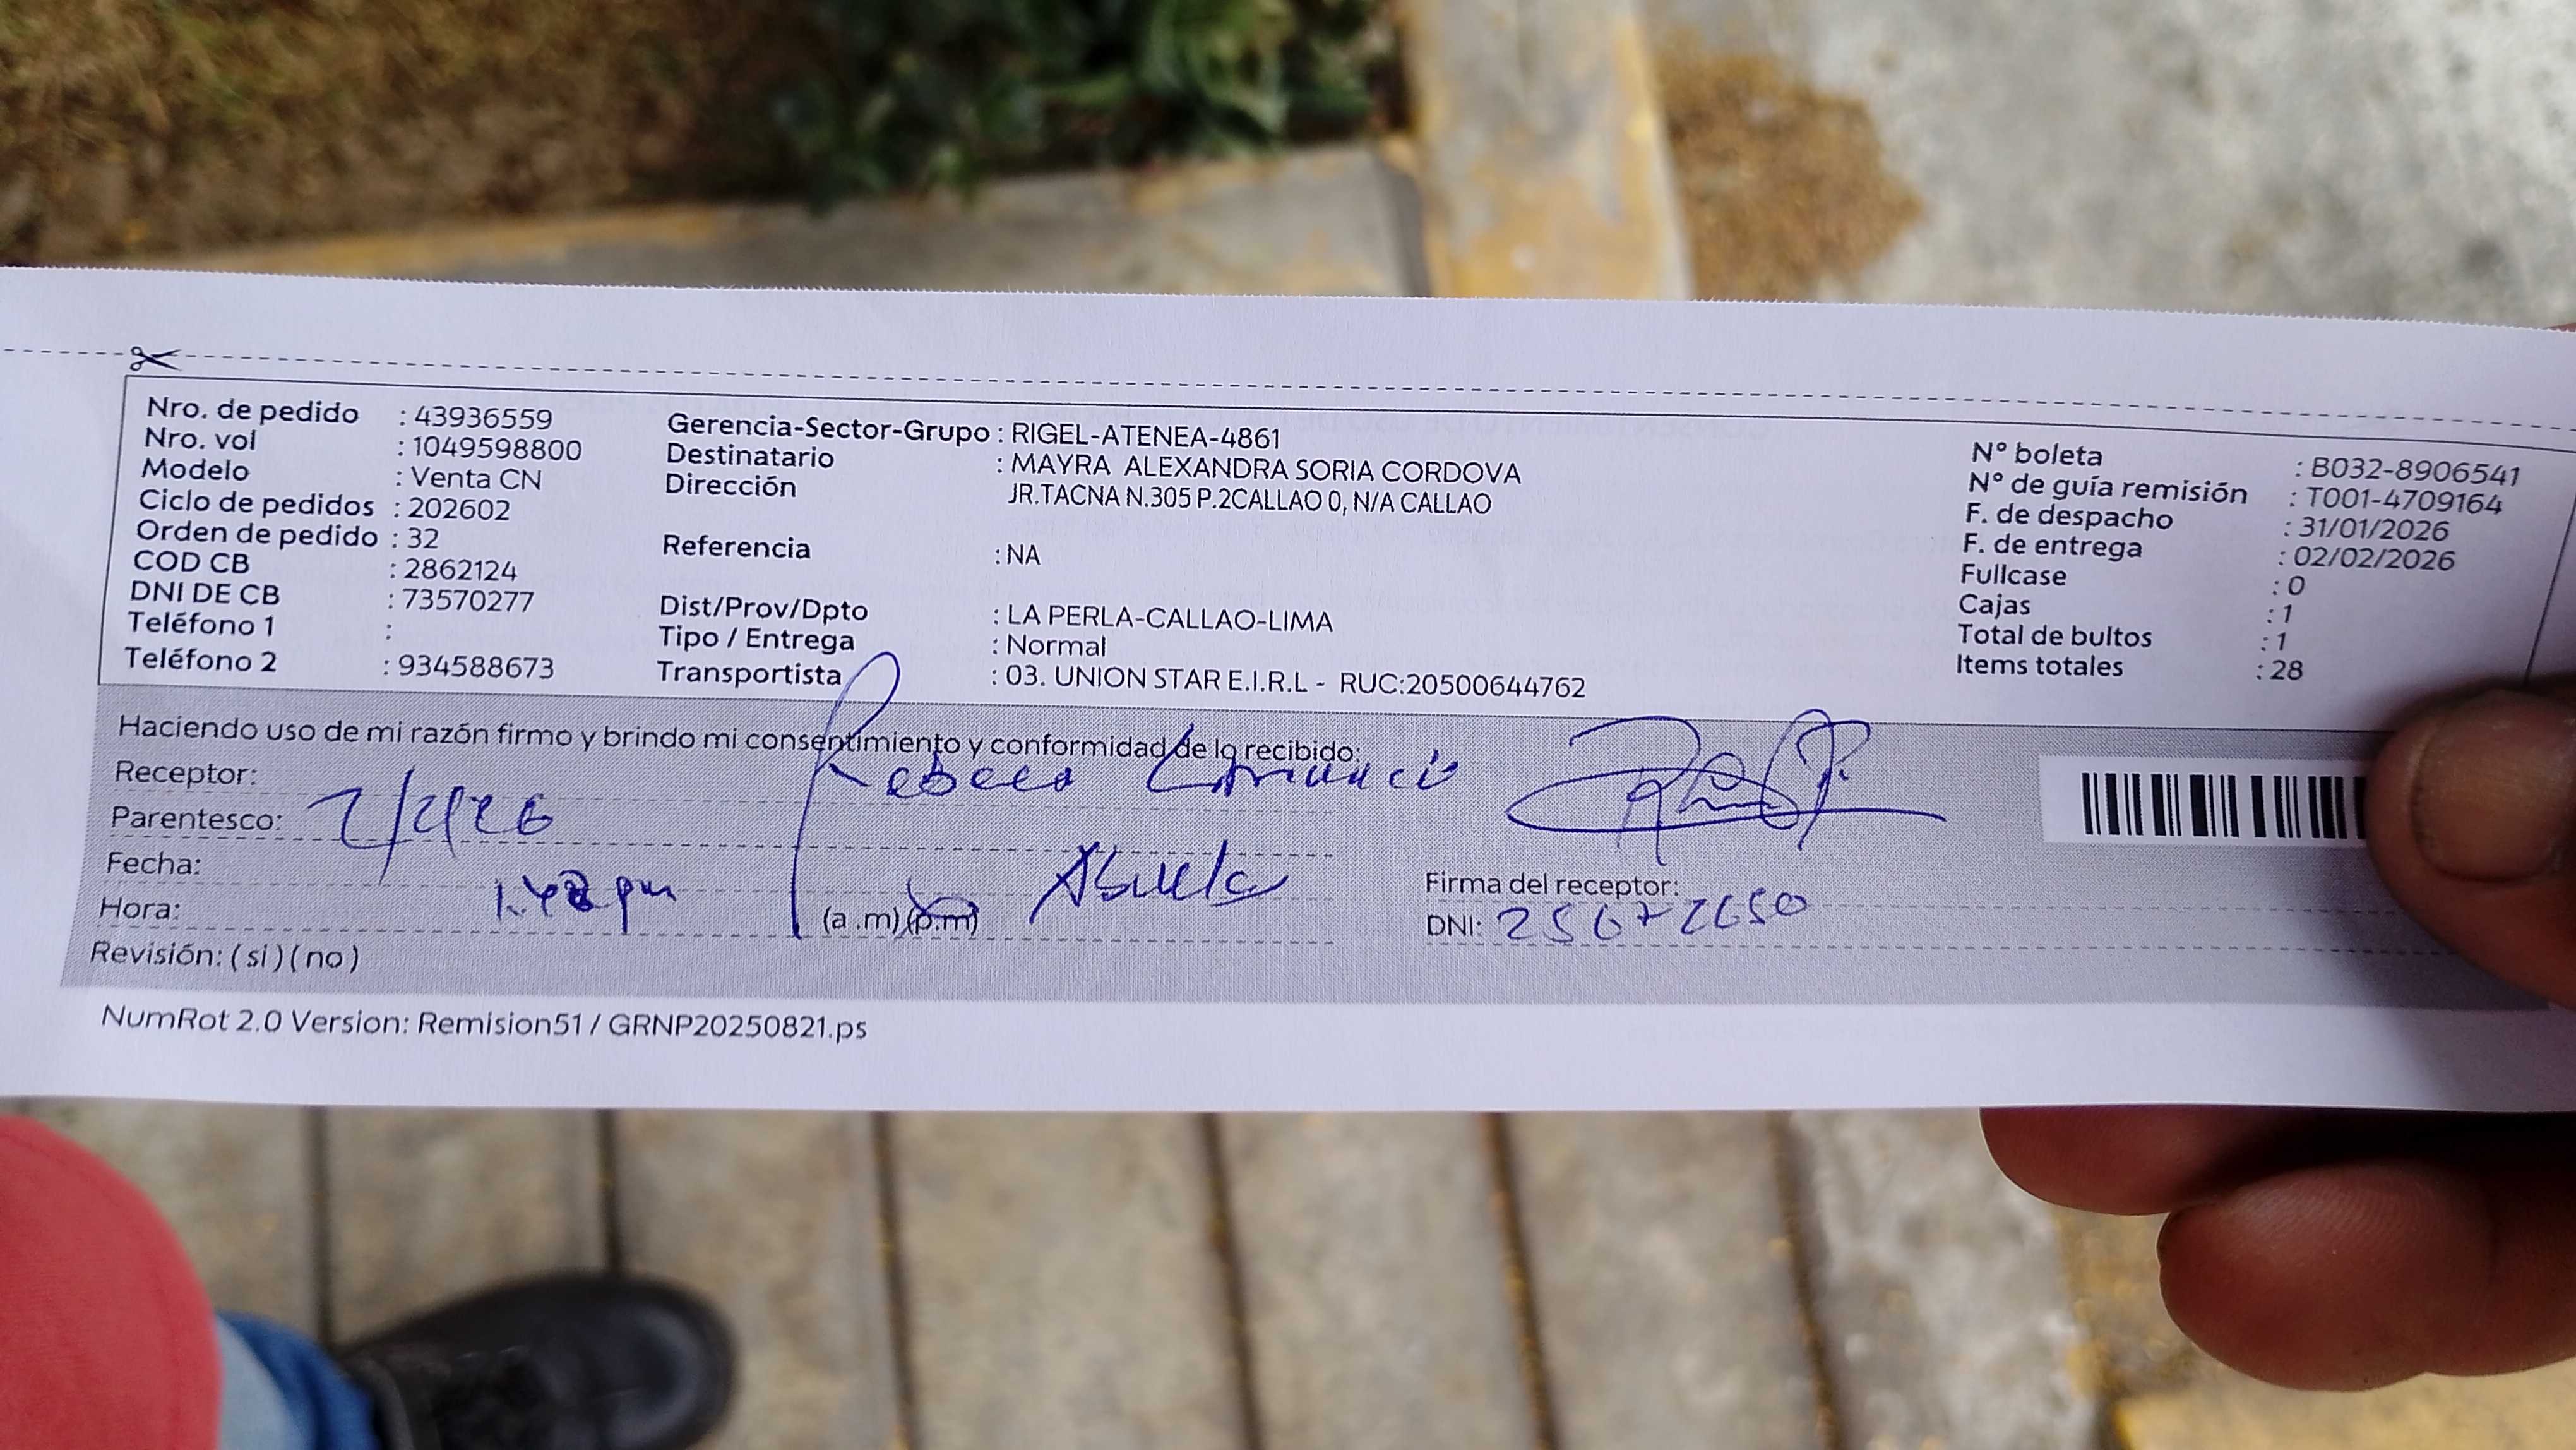 Nro. de pedido : 43936559
Nro. vol : 1049598800
Modelo : Venta CN
Ciclo de pedidos : 202602
Orden de pedido : 32
COD CB : 2862124
DNI DE CB : 73570277
Teléfono 1 :
Teléfono 2 : 934588673
Gerencia-Sector-Grupo : RIGEL-ATENEA-4861
Destinatario : MAYRA ALEXANDRA SORIA CORDOVA
Dirección JR.TACNA N.305 P.2CALLAO 0, N/A CALLAO
Referencia : NA
Dist/Prov/Dpto : LA PERLA-CALLAO-LIMA
Tipo / Entrega : Normal
Transportista : 03. UNION STAR E.I.R.L - RUC:20500644762
N° boleta : B032-8906541
N° de guía remisión : T001-4709164
F. de despacho : 31/01/2026
F. de entrega : 02/02/2026
Fullcase : 0
Cajas : 1
Total de bultos : 1
Items totales : 28
Haciendo uso de mi razón firmo y brindo mi consentimiento y conformidad de lo recibido:
Receptor: Rebeca
Parentesco: Abuela
Fecha:
Hora: pm (a .m) (p.m)
Revisión: ( si ) ( no )
Firma del receptor:
DNI: 25672650
NumRot 2.0 Version: Remision51 / GRNP20250821.ps